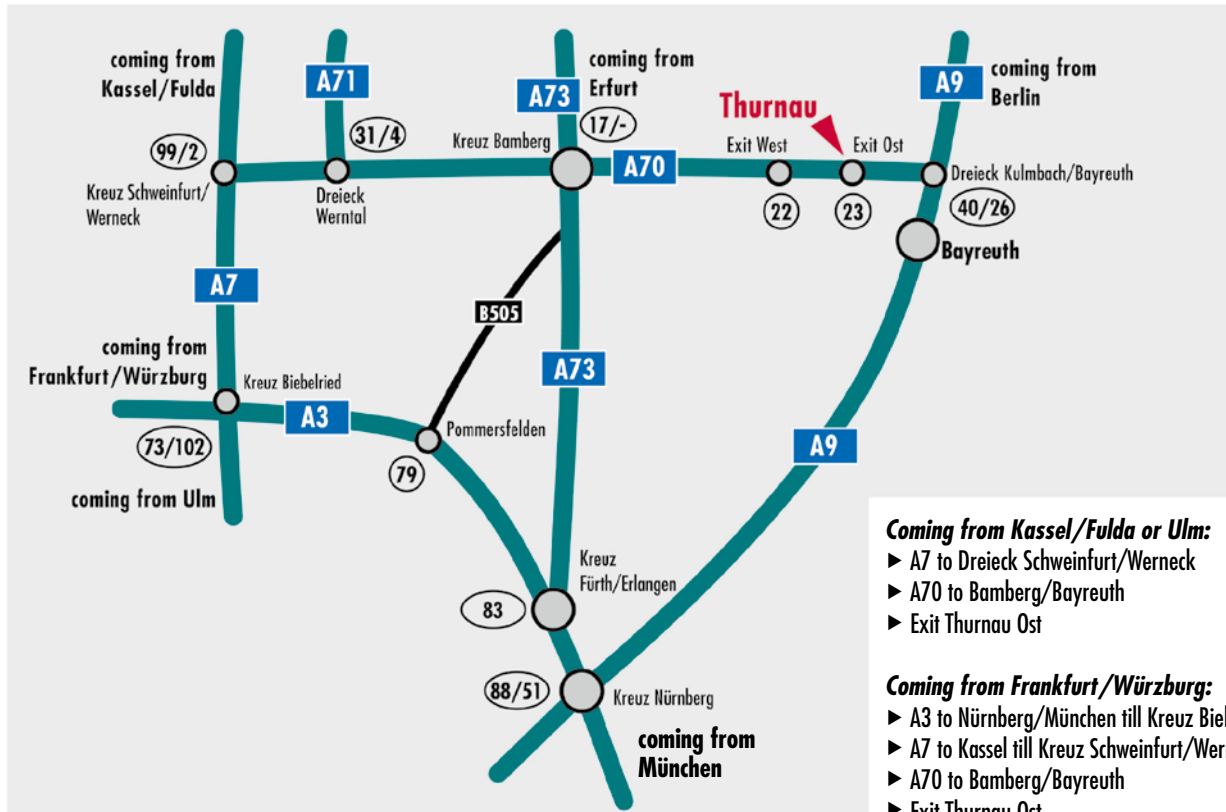 coming from
Kassel/Fulda
A71
A73
coming from
Erfurt
A9
coming from
Berlin
Thurnau
99/2
31/4
17/-
Kreuz Bamberg
A70
Exit West
Exit Ost
Kreuz Schweinfurt/
Werneck
Dreieck
Werntal
22
23
Dreieck Kulmbach/Bayreuth
40/26
Bayreuth
A7
B505
coming from
Frankfurt/Würzburg
Kreuz Biebelried
A3
A73
73/102
Pommersfelden
79
A9
coming from Ulm
Kreuz
Fürth/Erlangen
83
88/51
Kreuz Nürnberg
coming from
München
Coming from Kassel/Fulda or Ulm:
► A7 to Dreieck Schweinfurt/Werneck
► A70 to Bamberg/Bayreuth
► Exit Thurnau Ost
Coming from Frankfurt/Würzburg:
► A3 to Nürnberg/München till Kreuz
► A7 to Kassel till Kreuz
► A70 to Bamberg/Bayreuth
► Exit Thurnau Ost